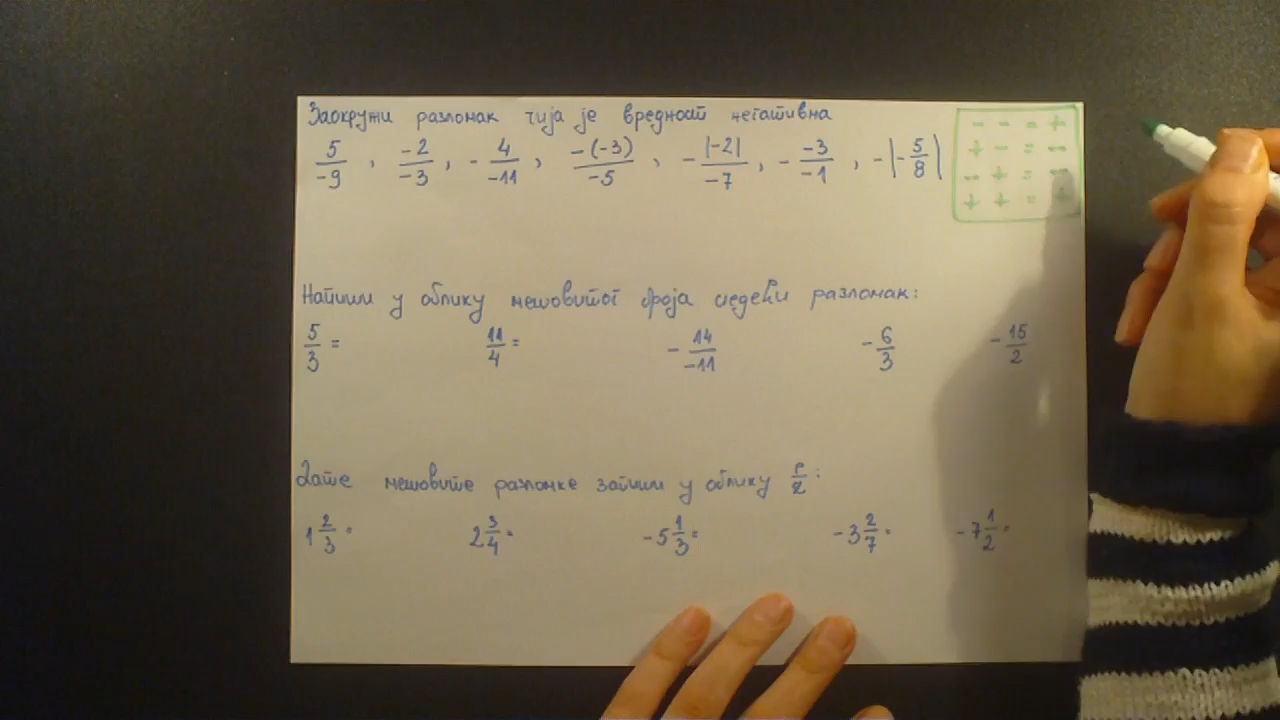 Заокружи разломак чија је вредност негативна
5/-9 , -2/-3 , - 4/-11 , -(-3)/-5 , - |-2|/-7 , - -3/-1 , -|-5/8|
- - = +
+ - = -
- + = -
+ + = +
Напиши у облику мешовитог броја следећи разломак:
5/3 = 11/4 = - 14/-11 - 6/3 - 15/2
Дате мешовите разломке запиши у облику p/q :
1 2/3 = 2 3/4 = -5 1/3 = -3 2/7 = -7 1/2 =